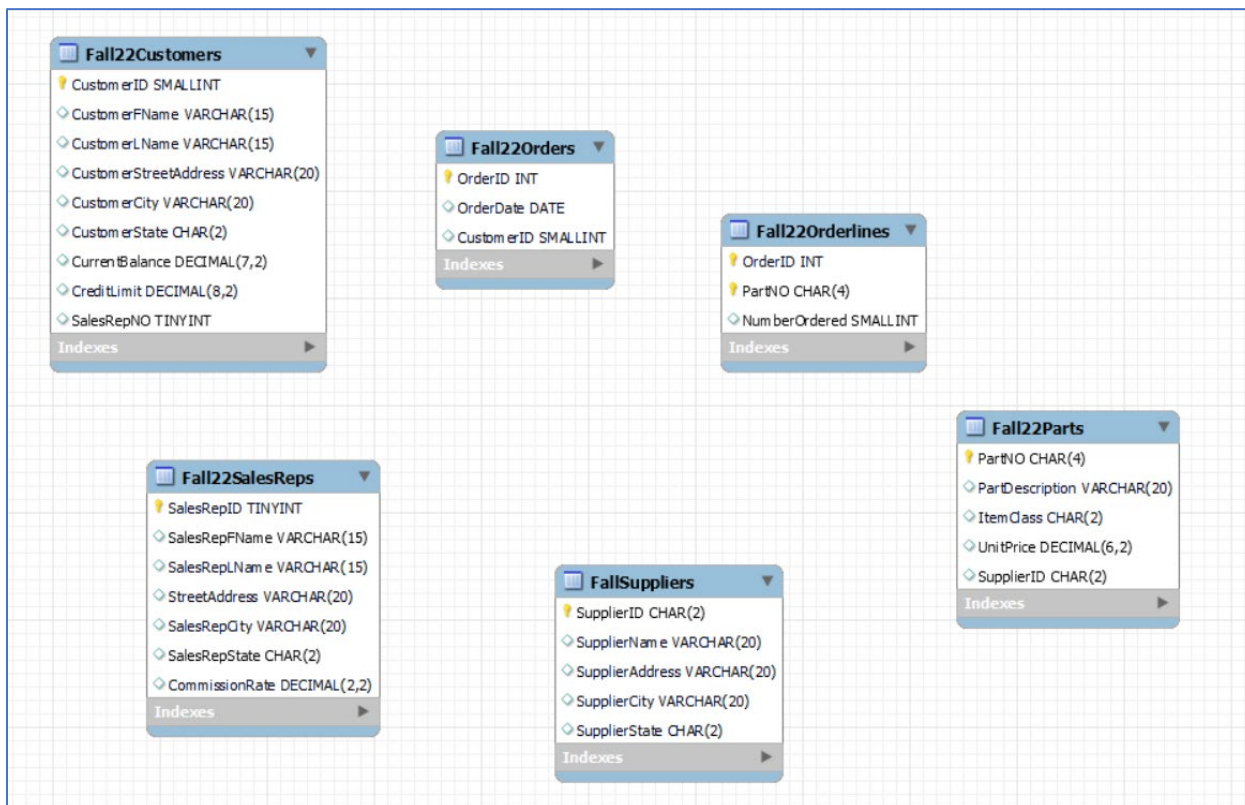 Fall22Customers
CustomerID SMALLINT
CustomerFName VARCHAR(15)
CustomerLName VARCHAR(15)
CustomerStreetAddress VARCHAR(20)
CustomerCity VARCHAR(20)
CustomerState CHAR(2)
CurrentBalance DECIMAL(7,2)
CreditLimit DECIMAL(8,2)
SalesRepNO TINYINT
Indexes
Fall22Orders
OrderID INT
OrderDate DATE
CustomerID SMALLINT
Indexes
Fall22Orderlines
OrderID INT
PartNO CHAR(4)
NumberOrdered SMALLINT
Indexes
Fall22Parts
PartNO CHAR(4)
PartDescription VARCHAR(20)
ItemClass CHAR(2)
UnitPrice DECIMAL(6,2)
SupplierID CHAR(2)
Indexes
Fall22SalesReps
SalesRepID TINYINT
SalesRepFName VARCHAR(15)
SalesRepLName VARCHAR(15)
StreetAddress VARCHAR(20)
SalesRepCity VARCHAR(20)
SalesRepState CHAR(2)
CommissionRate DECIMAL(2,2)
Indexes
FallSuppliers
SupplierID CHAR(2)
SupplierName VARCHAR(20)
SupplierAddress VARCHAR(20)
SupplierCity VARCHAR(20)
SupplierState CHAR(2)
Indexes